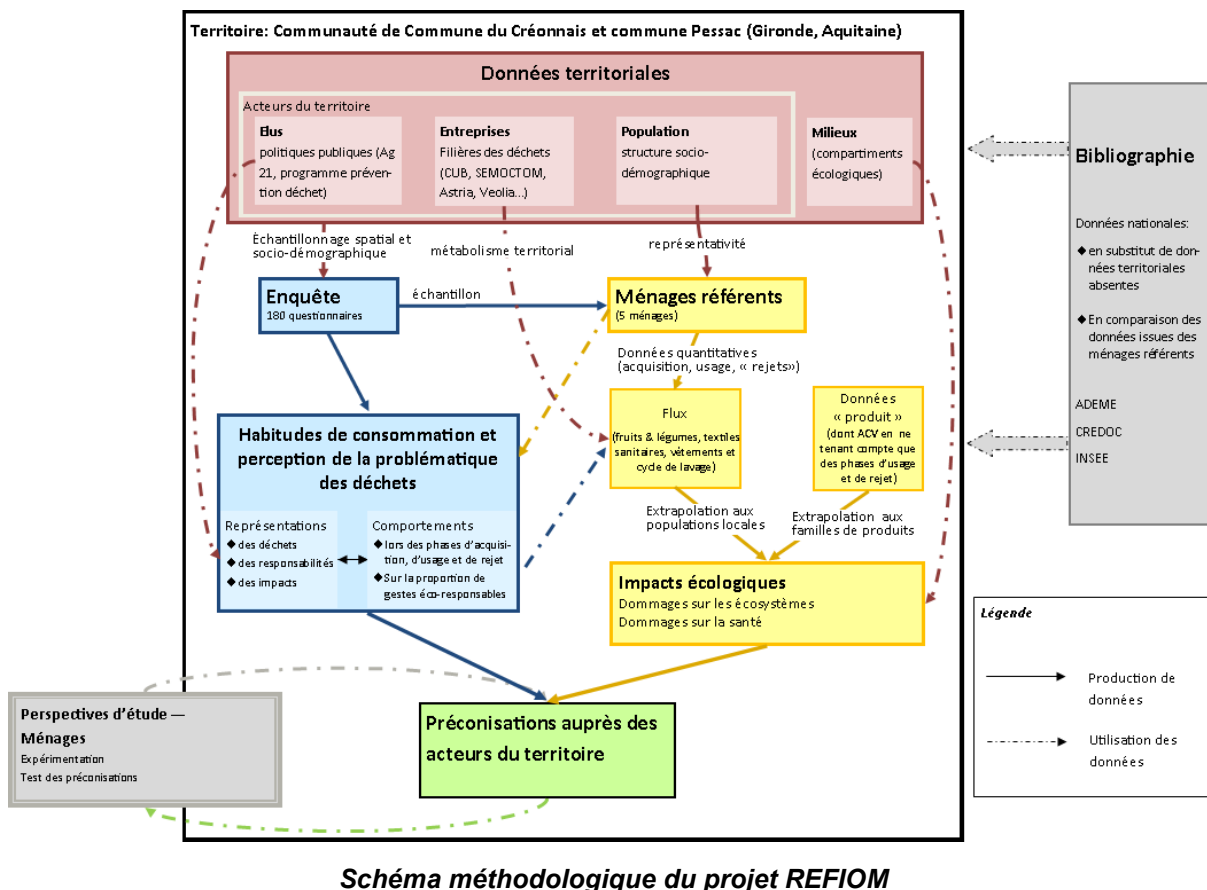 Territoire: Communauté de Commune du Créonnais et commune Pessac (Gironde, Aquitaine)
Données territoriales
Acteurs du territoire
Elus
politiques publiques (Ag
21, programme préven-
tion déchet)
Entreprises
Filières des déchets
(CUB, SEMOCTOM,
Astria, Veolia...)
Population
structure socio-
démographique
Milieux
(compartiments
écologiques)
Échantillonnage spatial et
socio-démographique
métabolisme territorial
représentativité
Enquête
180 questionnaires
échantillon
Ménages référents
(5 ménages)
Données quantitatives
(acquisition, usage, « rejets»)
Habitudes de consommation et
perception de la problématique
des déchets
Représentations
◆des déchets
◆des responsabilités
◆des impacts
Comportements
◆lors des phases d'acquisi-
tion, d'usage et de rejet
◆Sur la proportion de
gestes éco-responsables
Flux
(fruits & légumes, textiles
sanitaires, vêtements et
cycle de lavage)
Données
« produit »
(dont ACV en ne
tenant compte que
des phases d'usage
et de rejet)
Extrapolation aux
populations locales
Extrapolation aux
familles de produits
Impacts écologiques
Dommages sur les écosystèmes
Dommages sur la santé
Préconisations auprès des
acteurs du territoire
Perspectives d'étude —
Ménages
Expérimentation
Test des préconisations
Bibliographie
Données nationales:
◆en substitut de don-
nées territoriales
absentes
◆En comparaison des
données issues des
ménages référents
ADEME
CREDOC
INSEE
Légende
Production de
données
Utilisation des
données
Schéma méthodologique du projet REFIOM